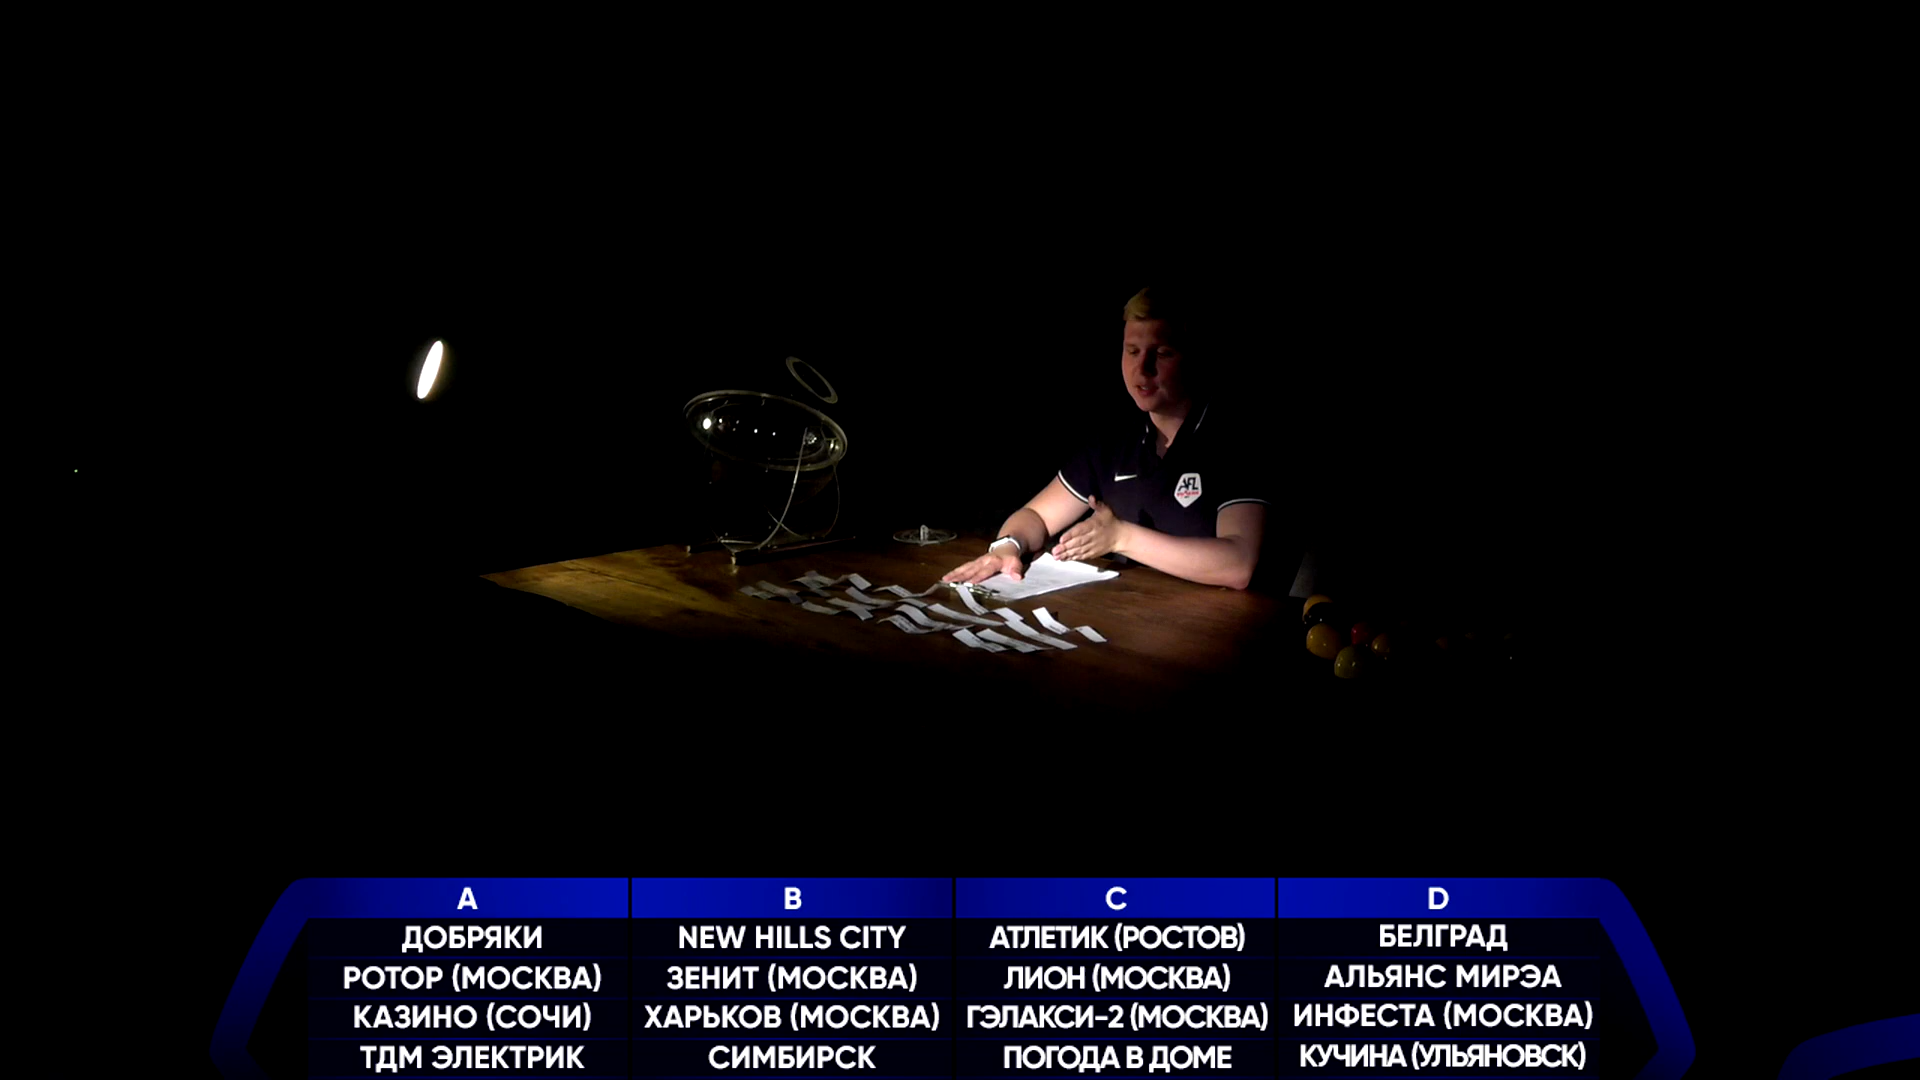 AFL
A B C D
ДОБРЯКИ NEW HILLS CITY АТЛЕТИК (РОСТОВ) БЕЛГРАД
РОТОР (МОСКВА) ЗЕНИТ (МОСКВА) ЛИОН (МОСКВА) АЛЬЯНС МИРЭА
КАЗИНО (СОЧИ) ХАРЬКОВ (МОСКВА) ГЭЛАКСИ-2 (МОСКВА) ИНФЕСТА (МОСКВА)
ТДМ ЭЛЕКТРИК СИМБИРСК ПОГОДА В ДОМЕ КУЧИНА (УЛЬЯНОВСК)